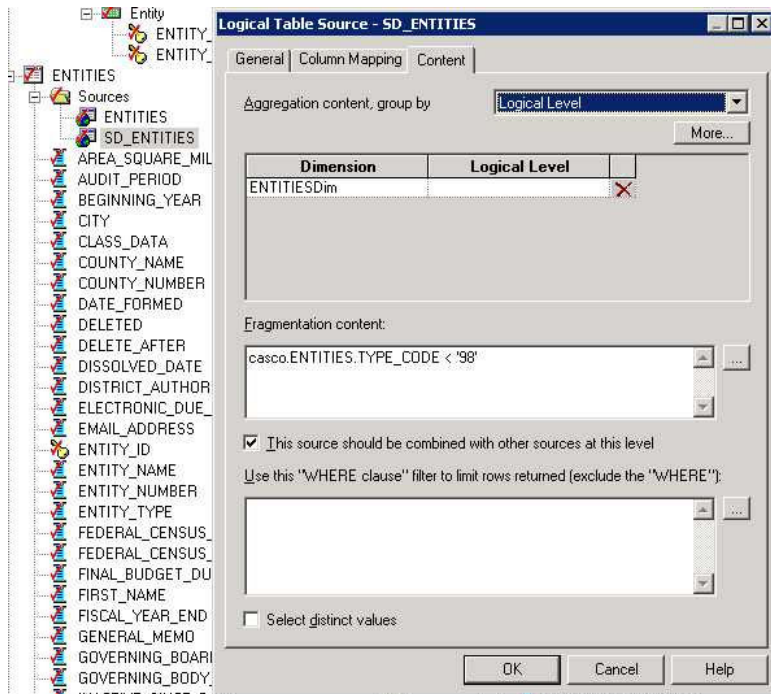 Entity
ENTITY_
ENTITY_
ENTITIES
Sources
ENTITIES
SD_ENTITIES
AREA_SQUARE_MIL
AUDIT_PERIOD
BEGINNING_YEAR
CITY
CLASS_DATA
COUNTY_NAME
COUNTY_NUMBER
DATE_FORMED
DELETED
DELETE_AFTER
DISSOLVED_DATE
DISTRICT_AUTHOR
ELECTRONIC_DUE_
EMAIL_ADDRESS
ENTITY_ID
ENTITY_NAME
ENTITY_NUMBER
ENTITY_TYPE
FEDERAL_CENSUS_
FEDERAL_CENSUS_
FINAL_BUDGET_DU
FIRST_NAME
FISCAL_YEAR_END
GENERAL_MEMO
GOVERNING_BOARI
GOVERNING_BODY_
Logical Table Source - SD_ENTITIES
General
Column Mapping
Content
Aggregation content, group by
Logical Level
More...
Dimension Logical Level
ENTITIESDim
Fragmentation content:
casco.ENTITIES.TYPE_CODE < '98'
...
This source should be combined with other sources at this level
Use this "WHERE clause" filter to limit rows returned (exclude the "WHERE"):
...
Select distinct values
OK
Cancel
Help